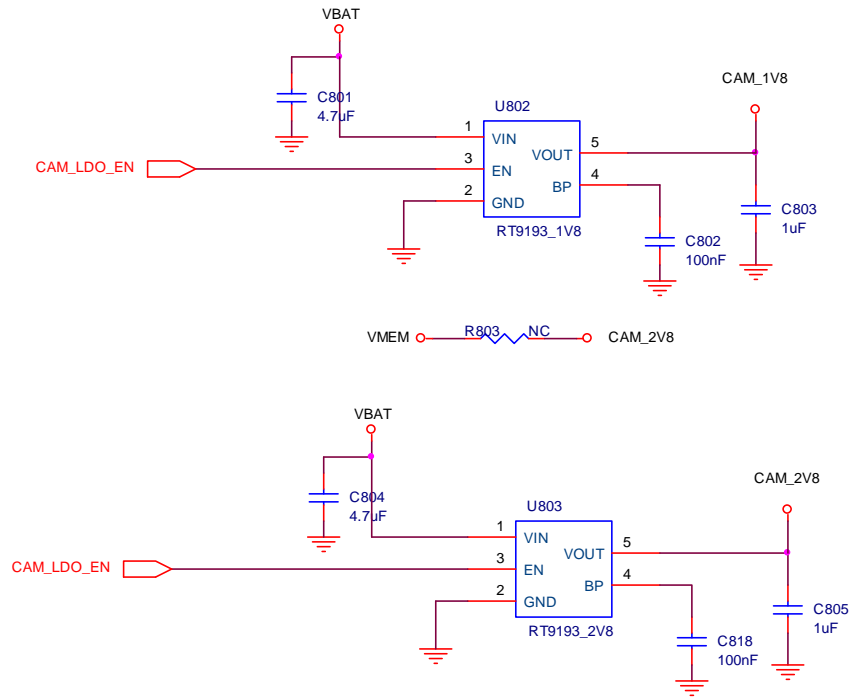 VBAT
C801
4.7uF
CAM_1V8
U802
1
VIN
VOUT
5
CAM_LDO_EN
3
EN
BP
4
2
GND
RT9193_1V8
C803
1uF
C802
100nF
VMEM
R803
NC
CAM_2V8
VBAT
C804
4.7uF
CAM_2V8
U803
1
VIN
VOUT
5
CAM_LDO_EN
3
EN
BP
4
2
GND
RT9193_2V8
C805
1uF
C818
100nF